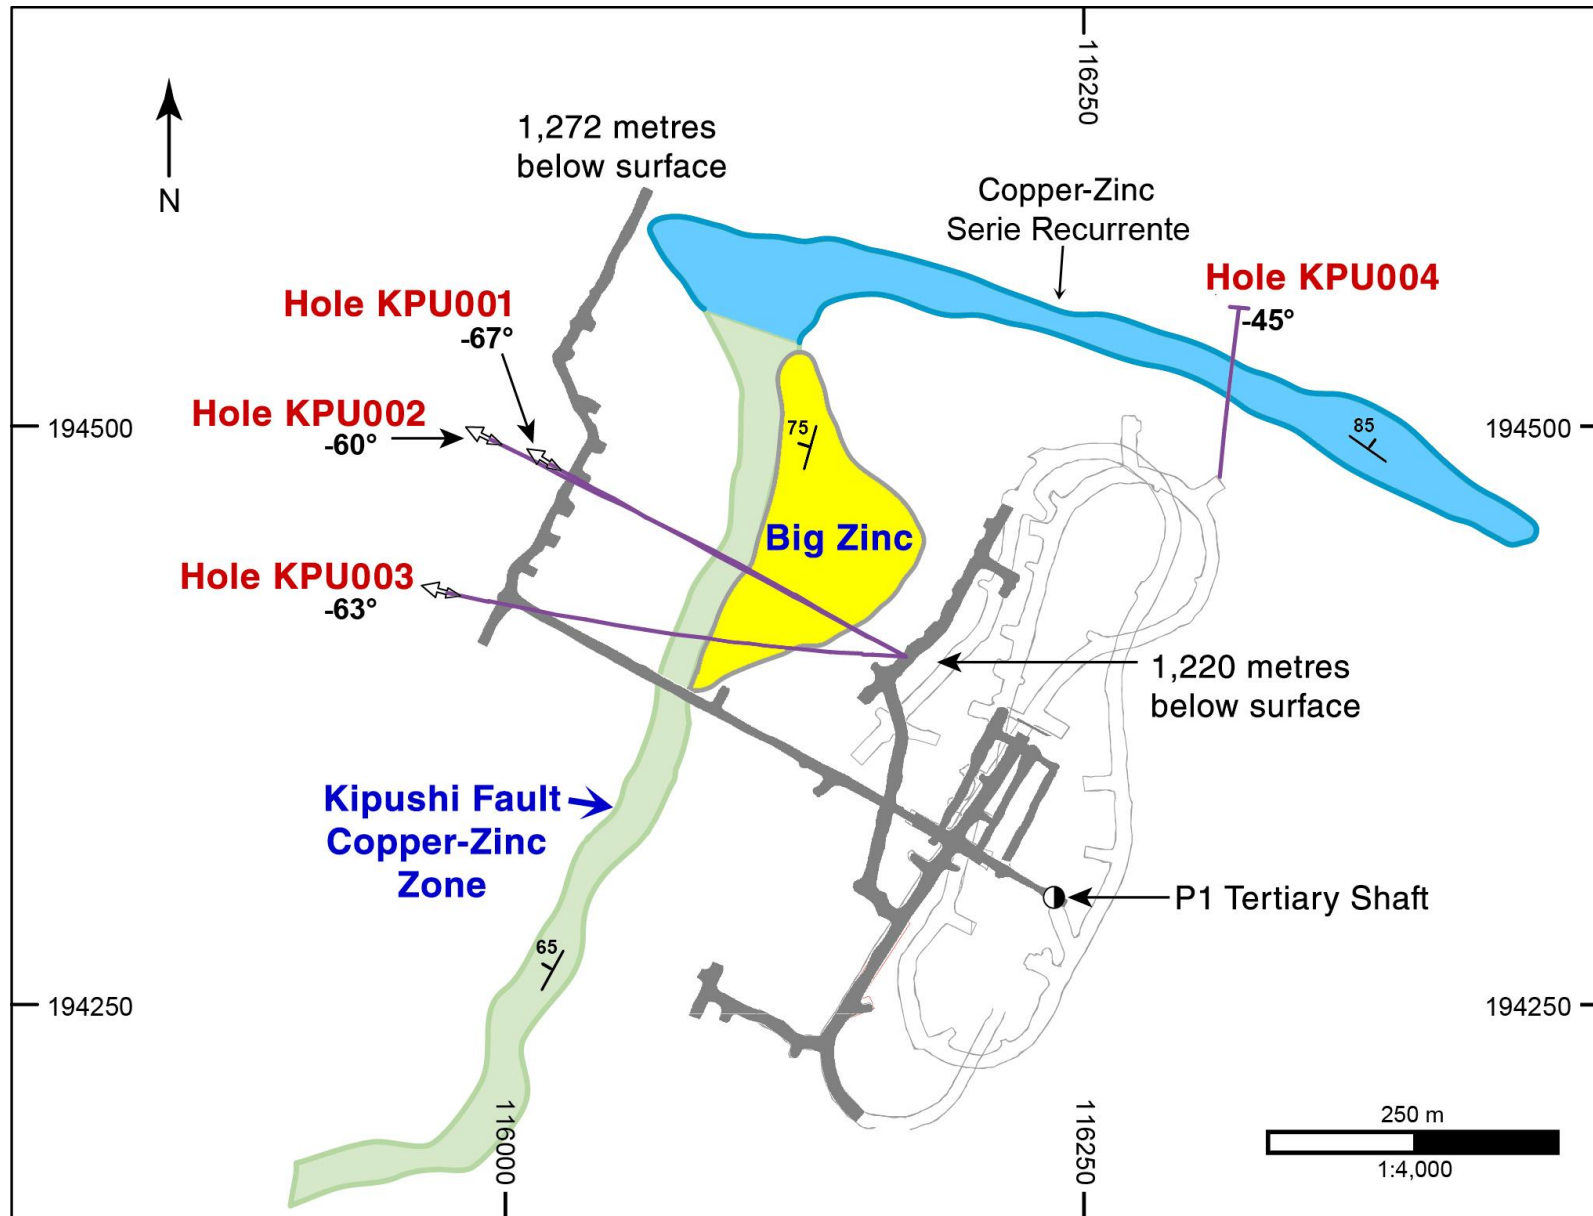 116250
N
1,272 metres
below surface
Copper-Zinc
Serie Recurrente
Hole KPU004
-45°
Hole KPU001
-67°
Hole KPU002
-60°
194500
194500
75
85
Big Zinc
Hole KPU003
-63°
1,220 metres
below surface
Kipushi Fault
Copper-Zinc
Zone
P1 Tertiary Shaft
65
194250
194250
116000
116250
250 m
1:4,000